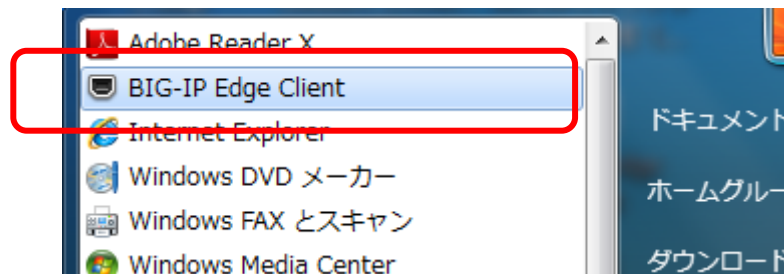 Adobe Reader X
BIG-IP Edge Client
Internet Explorer
Windows DVD メーカー
Windows FAX とスキャン
Windows Media Center
ドキュメント
ホームグルー
ダウンロード